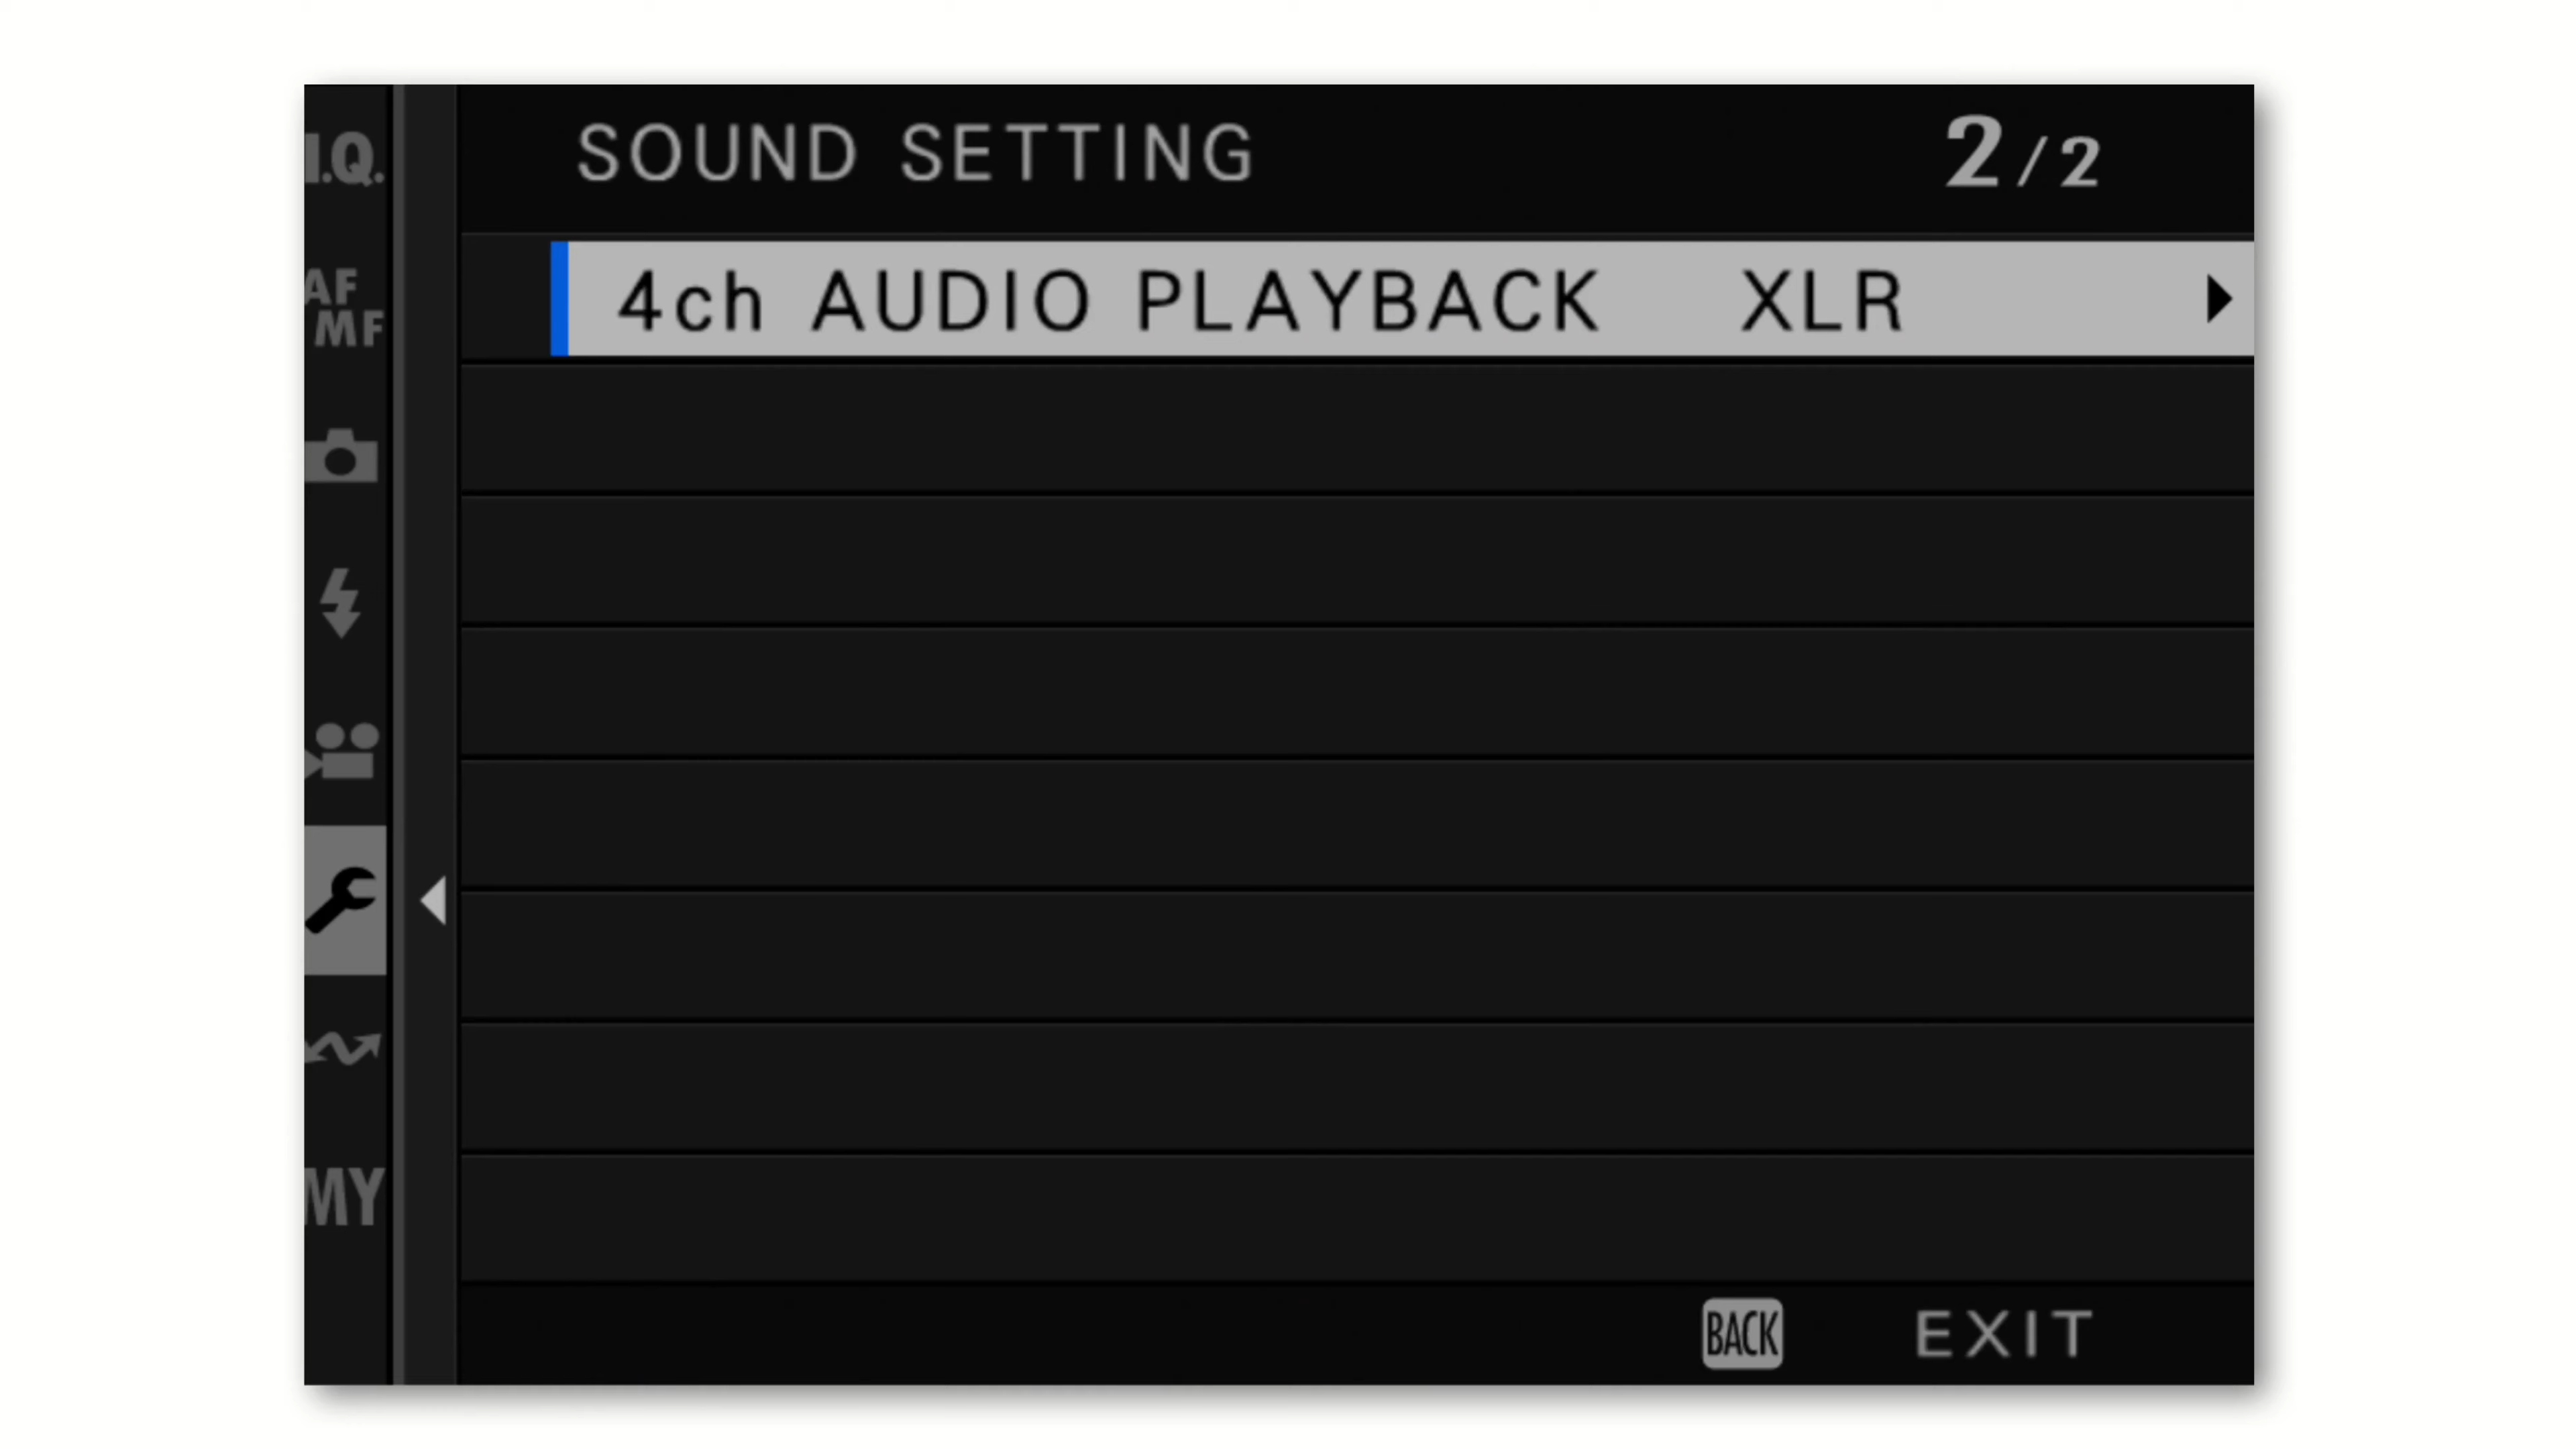 SOUND SETTING 2/2
I.Q.
4ch AUDIO PLAYBACK XLR
AF
MF
MY
BACK EXIT